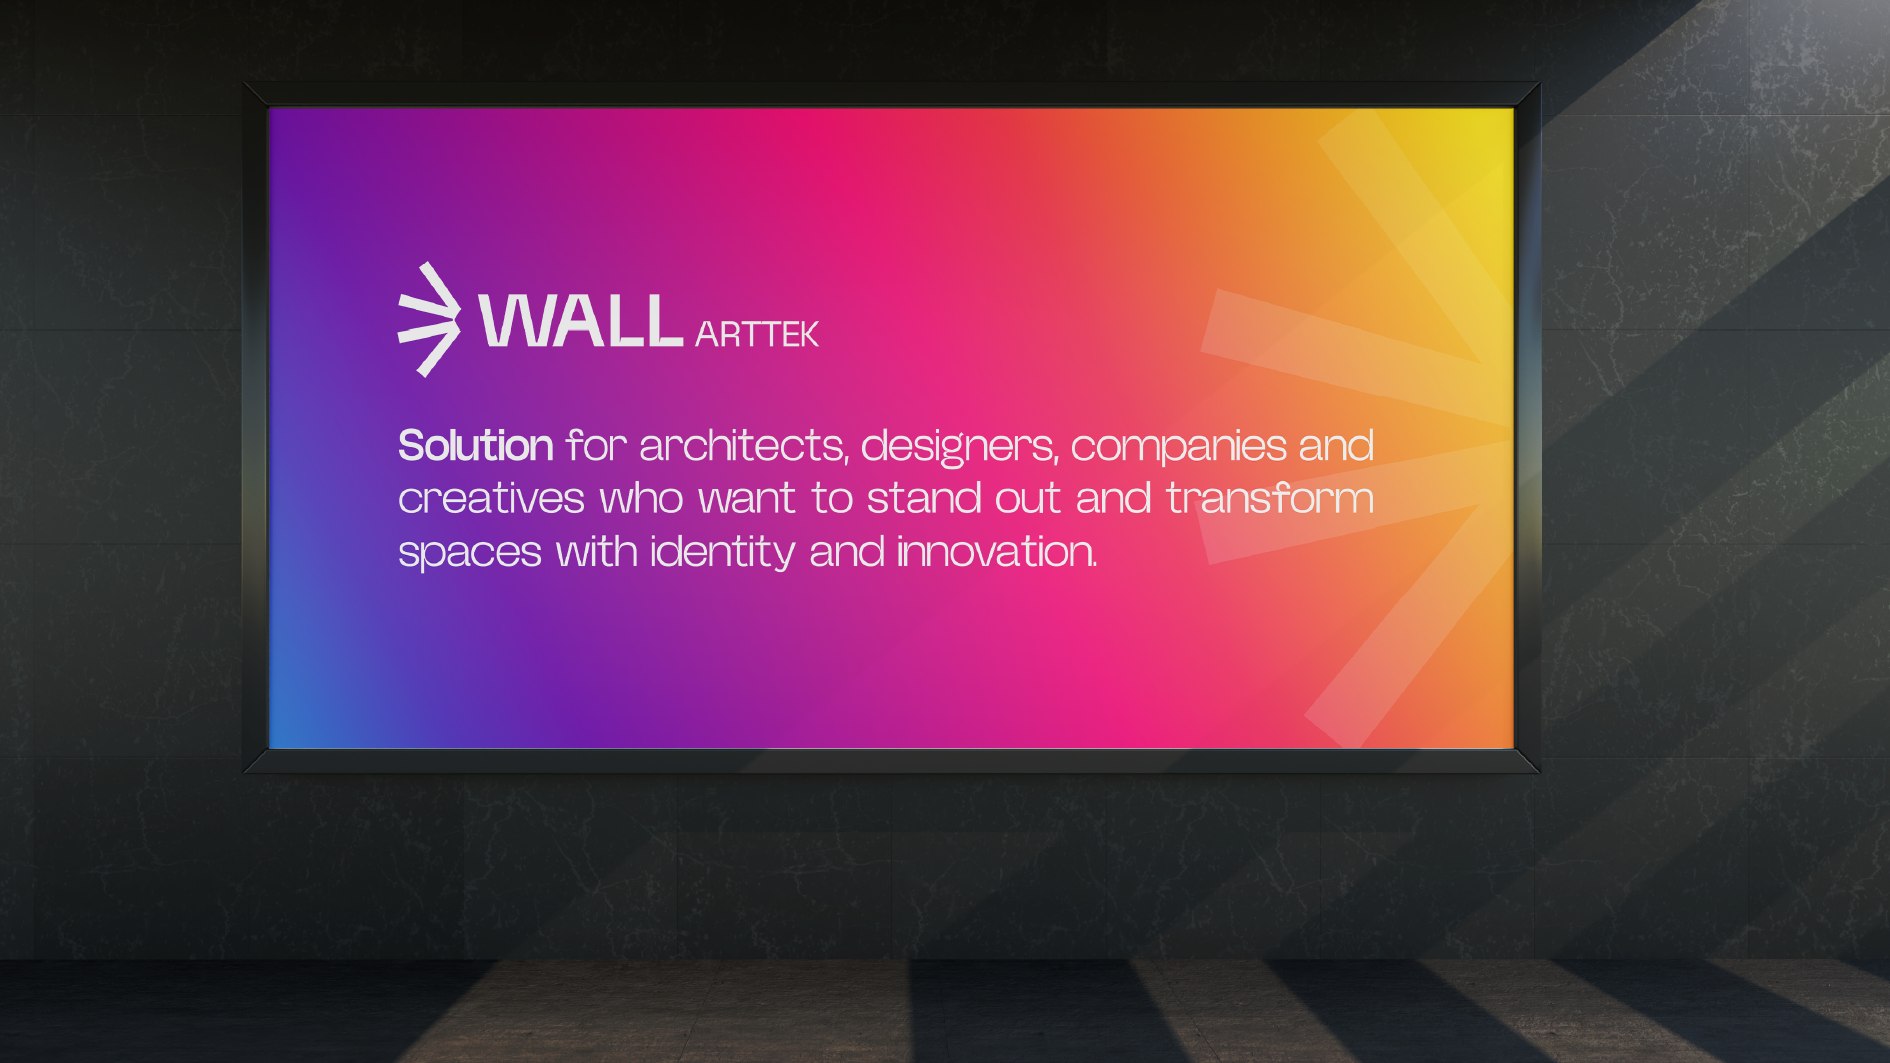 WALL ARTTEK
Solution for architects, designers, companies and
creatives who want to stand out and transform
spaces with identity and innovation.